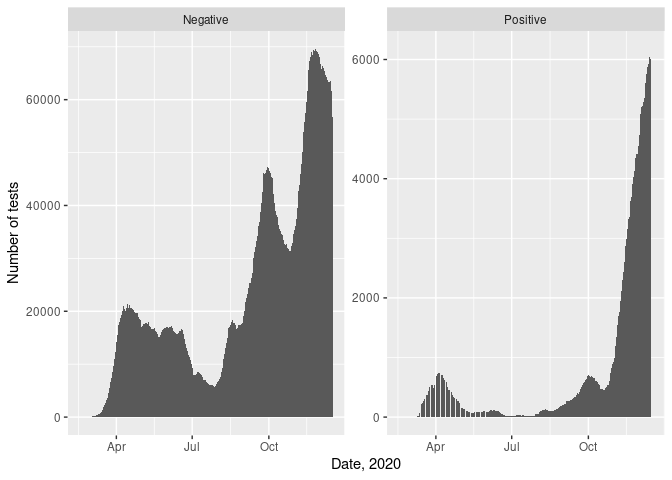 Negative
Positive
Number of tests
60000
40000
20000
0
6000
4000
2000
0
Apr
Jul
Oct
Apr
Jul
Oct
Date, 2020